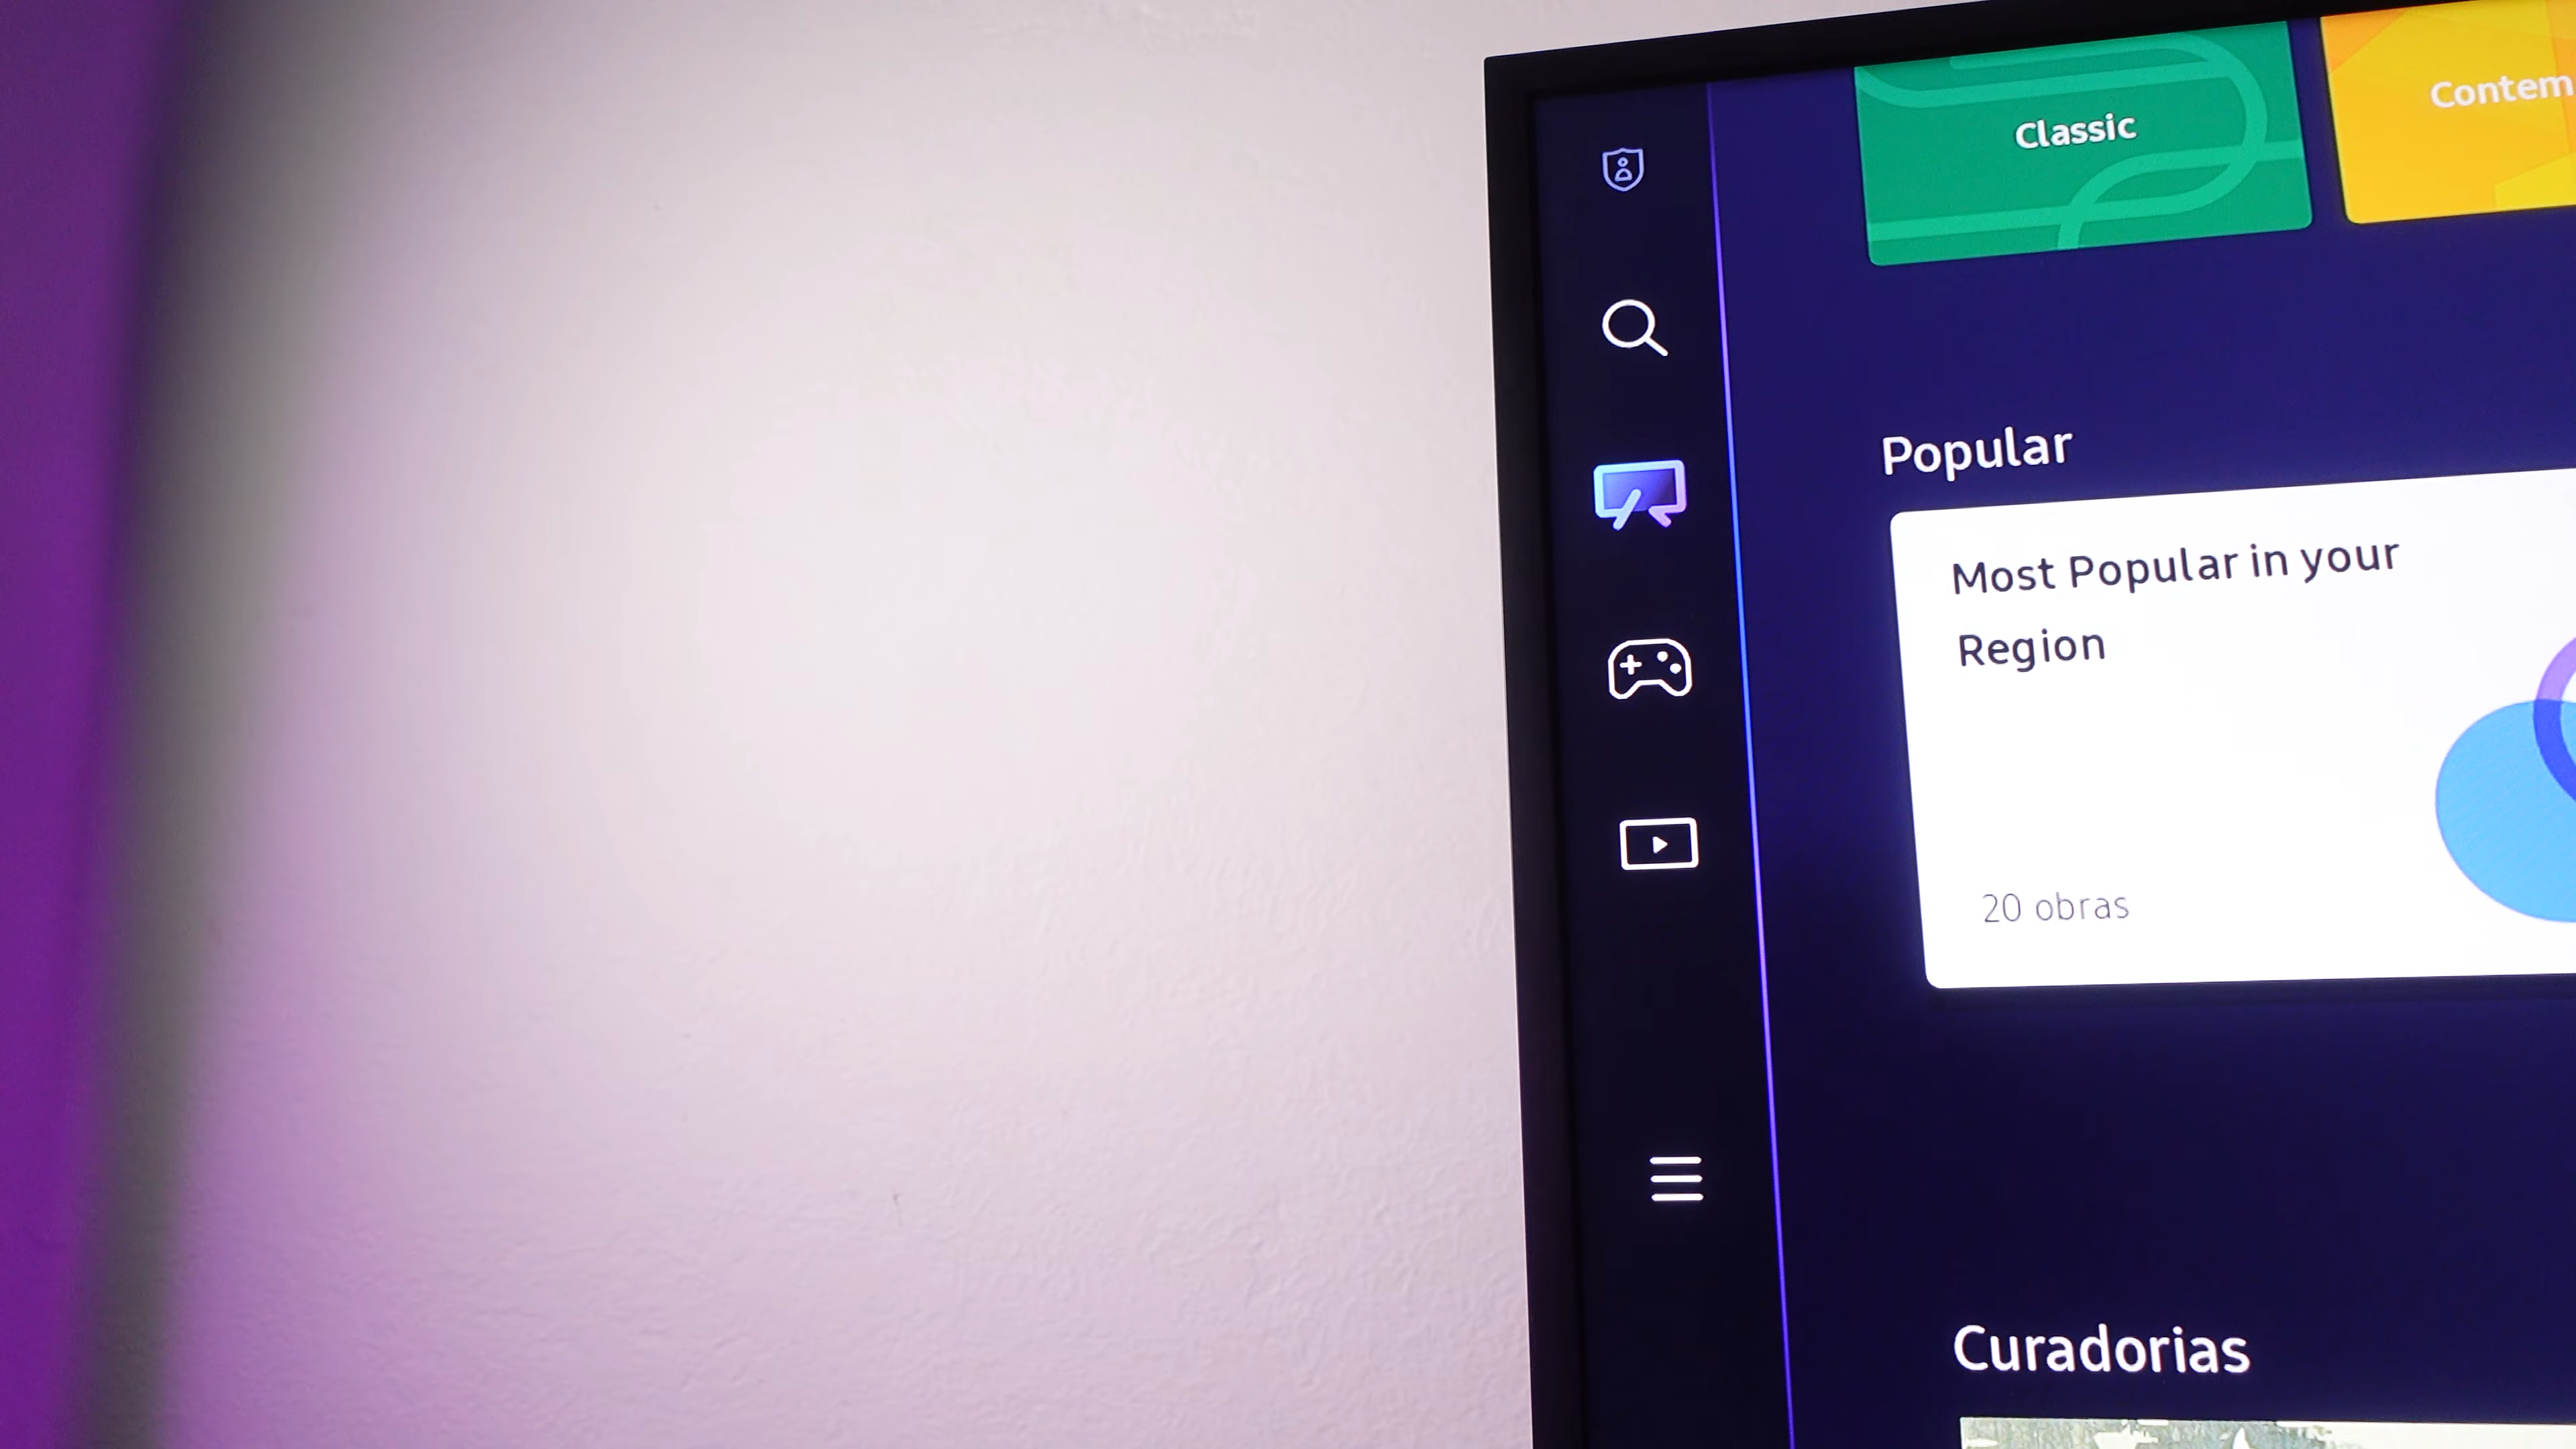 Classic
Contem
Popular
Most Popular in your
Region
20 obras
Curadorias